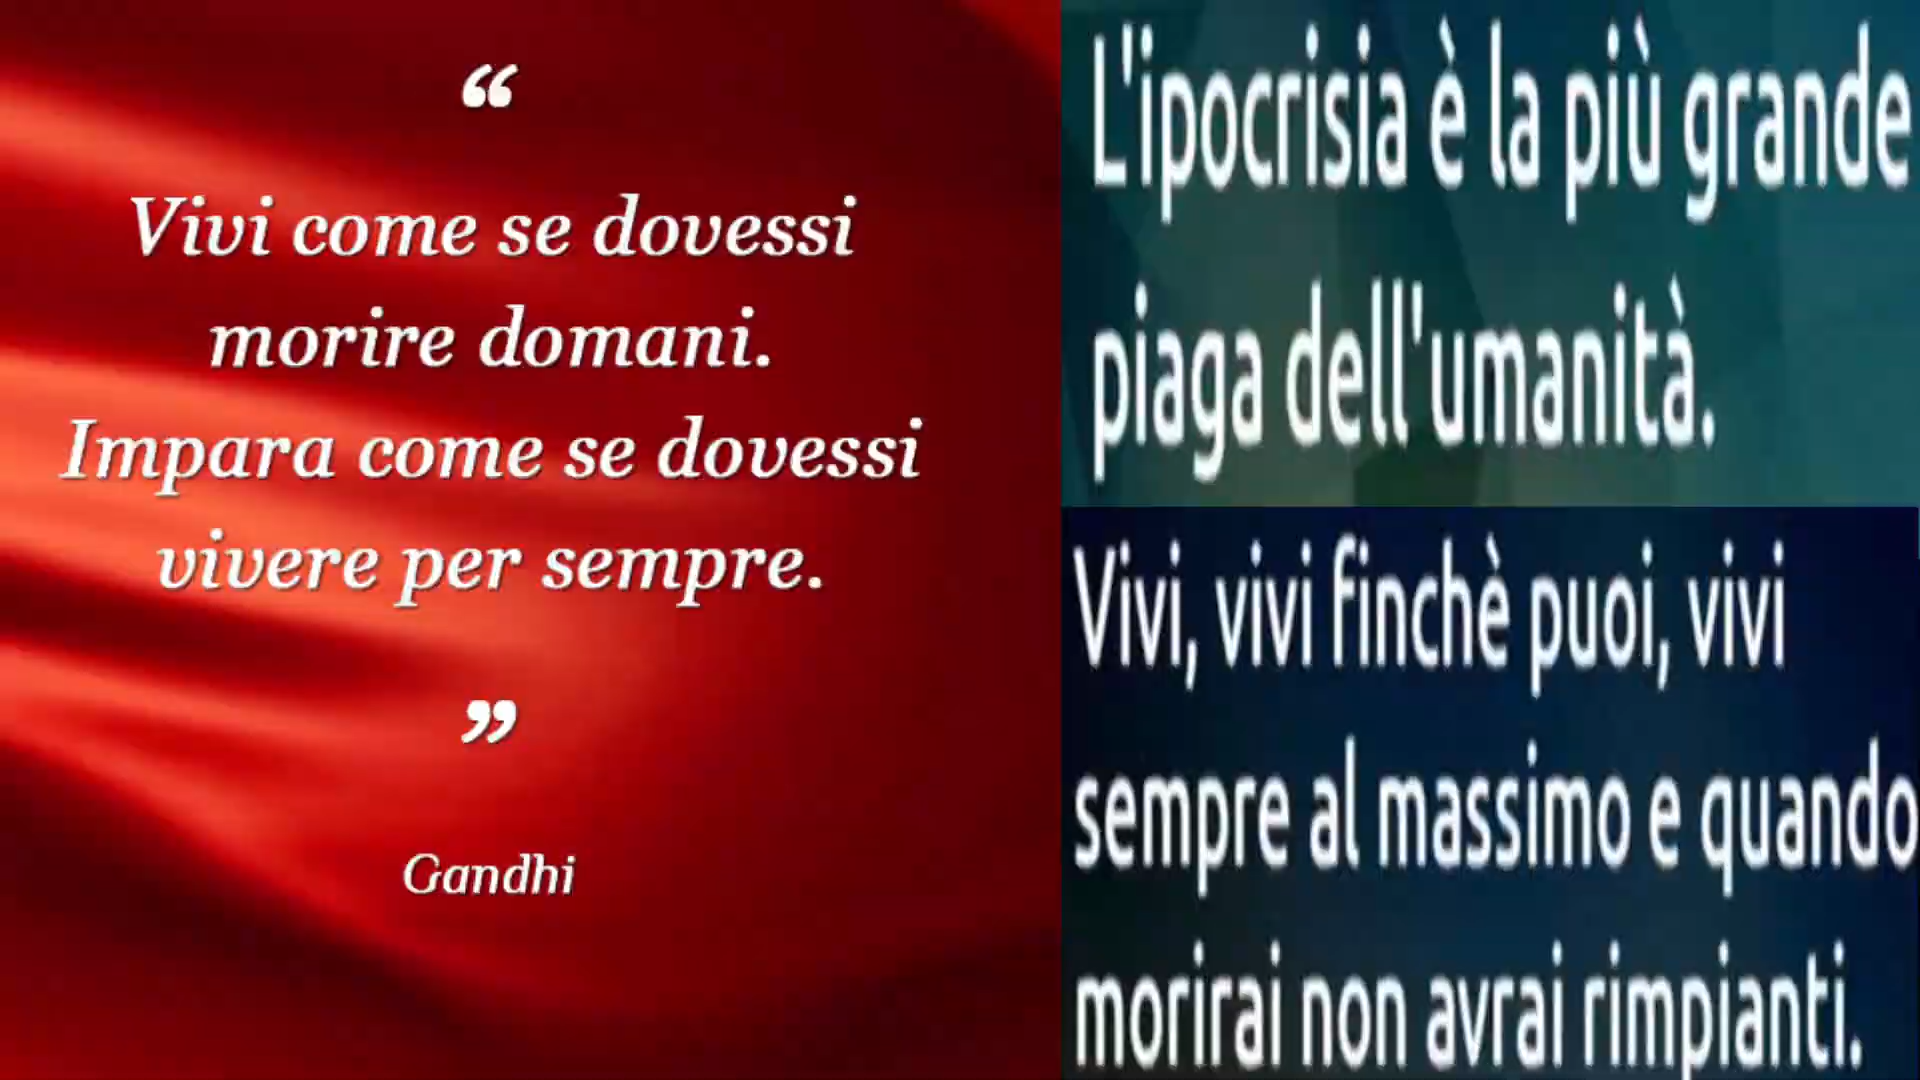 “
Vivi come se dovessi
morire domani.
Impara come se dovessi
vivere per sempre.
”
Gandhi
L'ipocrisia è la più grande
piaga dell'umanità.
Vivi, vivi finchè puoi, vivi
sempre al massimo e quando
morirai non avrai rimpianti.